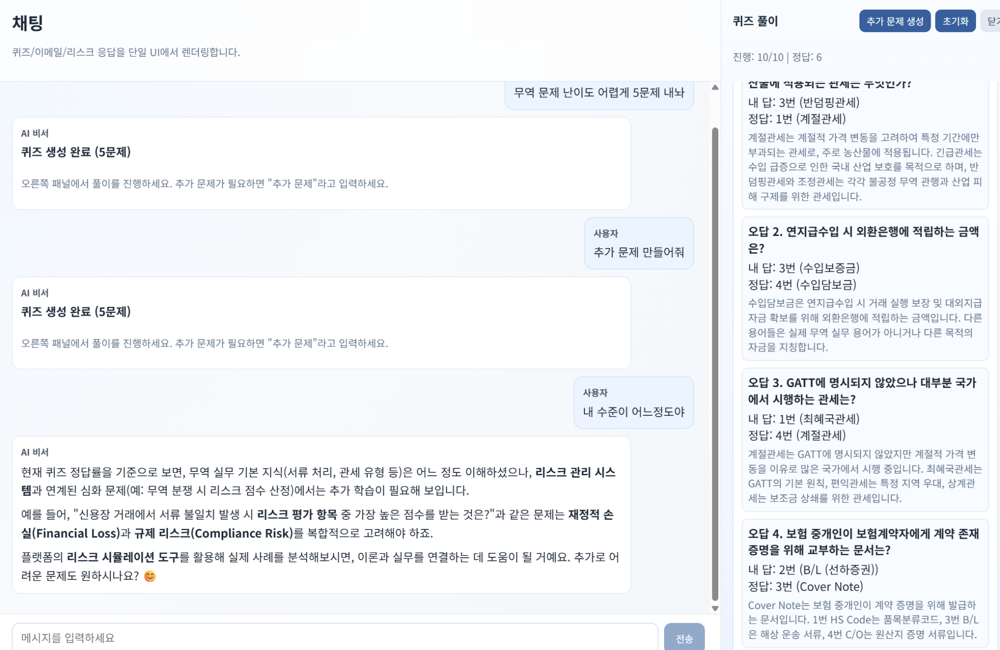 채팅
퀴즈/이메일/리스크 응답을 단일 UI에서 렌더링합니다.
무역 문제 난이도 어렵게 5문제 내놔
AI 비서
퀴즈 생성 완료 (5문제)
오른쪽 패널에서 풀이를 진행하세요. 추가 문제가 필요하면 "추가 문제"라고 입력하세요.
사용자
추가 문제 만들어줘
AI 비서
퀴즈 생성 완료 (5문제)
오른쪽 패널에서 풀이를 진행하세요. 추가 문제가 필요하면 "추가 문제"라고 입력하세요.
사용자
내 수준이 어느정도야
AI 비서
현재 퀴즈 정답률을 기준으로 보면, 무역 실무 기본 지식(서류 처리, 관세 유형 등)은 어느 정도 이해하셨으나, 리스크 관리 시스
템과 연계된 심화 문제(예: 무역 분쟁 시 리스크 점수 산정)에서는 추가 학습이 필요해 보입니다.
예를 들어, "신용장 거래에서 서류 불일치 발생 시 리스크 평가 항목 중 가장 높은 점수를 받는 것은?"과 같은 문제는 재정적 손
실(Financial Loss)과 규제 리스크(Compliance Risk)를 복합적으로 고려해야 하죠.
플랫폼의 리스크 시뮬레이션 도구를 활용해 실제 사례를 분석해보시면, 이론과 실무를 연결하는 데 도움이 될 거예요. 추가로 어
려운 문제도 원하시나요? 😊
메시지를 입력하세요
전송
퀴즈 풀이
추가 문제 생성
초기화
진행: 10/10 | 정답: 6
산물에 적용되는 관세는 무엇인가?
내 답: 3번 (반덤핑관세)
정답: 1번 (계절관세)
계절관세는 계절적 가격 변동을 고려하여 특정 기간에만
부과되는 관세로, 주로 농산물에 적용됩니다. 긴급관세는
수입 급증으로 인한 국내 산업 보호를 목적으로 하며, 반
덤핑관세와 조정관세는 각각 불공정 무역 관행과 산업 피
해 구제를 위한 관세입니다.
오답 2. 연지급수입 시 외환은행에 적립하는 금액
은?
내 답: 3번 (수입보증금)
정답: 4번 (수입담보금)
수입담보금은 연지급수입 시 거래 실행 보장 및 대외지급
자금 확보를 위해 외환은행에 적립하는 금액입니다. 다른
용어들은 실제 무역 실무 용어가 아니거나 다른 목적의
자금을 지칭합니다.
오답 3. GATT에 명시되지 않았으나 대부분 국가
에서 시행하는 관세는?
내 답: 1번 (최혜국관세)
정답: 4번 (계절관세)
계절관세는 GATT에 명시되지 않았지만 계절적 가격 변
동을 이유로 많은 국가에서 시행 중입니다. 최혜국관세는
GATT의 기본 원칙, 편익관세는 특정 지역 우대, 상계관
세는 보조금 상쇄를 위한 관세입니다.
오답 4. 보험 중개인이 보험계약자에게 계약 존재
증명을 위해 교부하는 문서는?
내 답: 2번 (B/L (선하증권))
정답: 3번 (Cover Note)
Cover Note는 보험 중개인이 계약 증명을 위해 발급하
는 문서입니다. 1번 HS Code는 품목분류코드, 3번 B/L
은 해상 운송 서류, 4번 C/O는 원산지 증명 서류입니다.